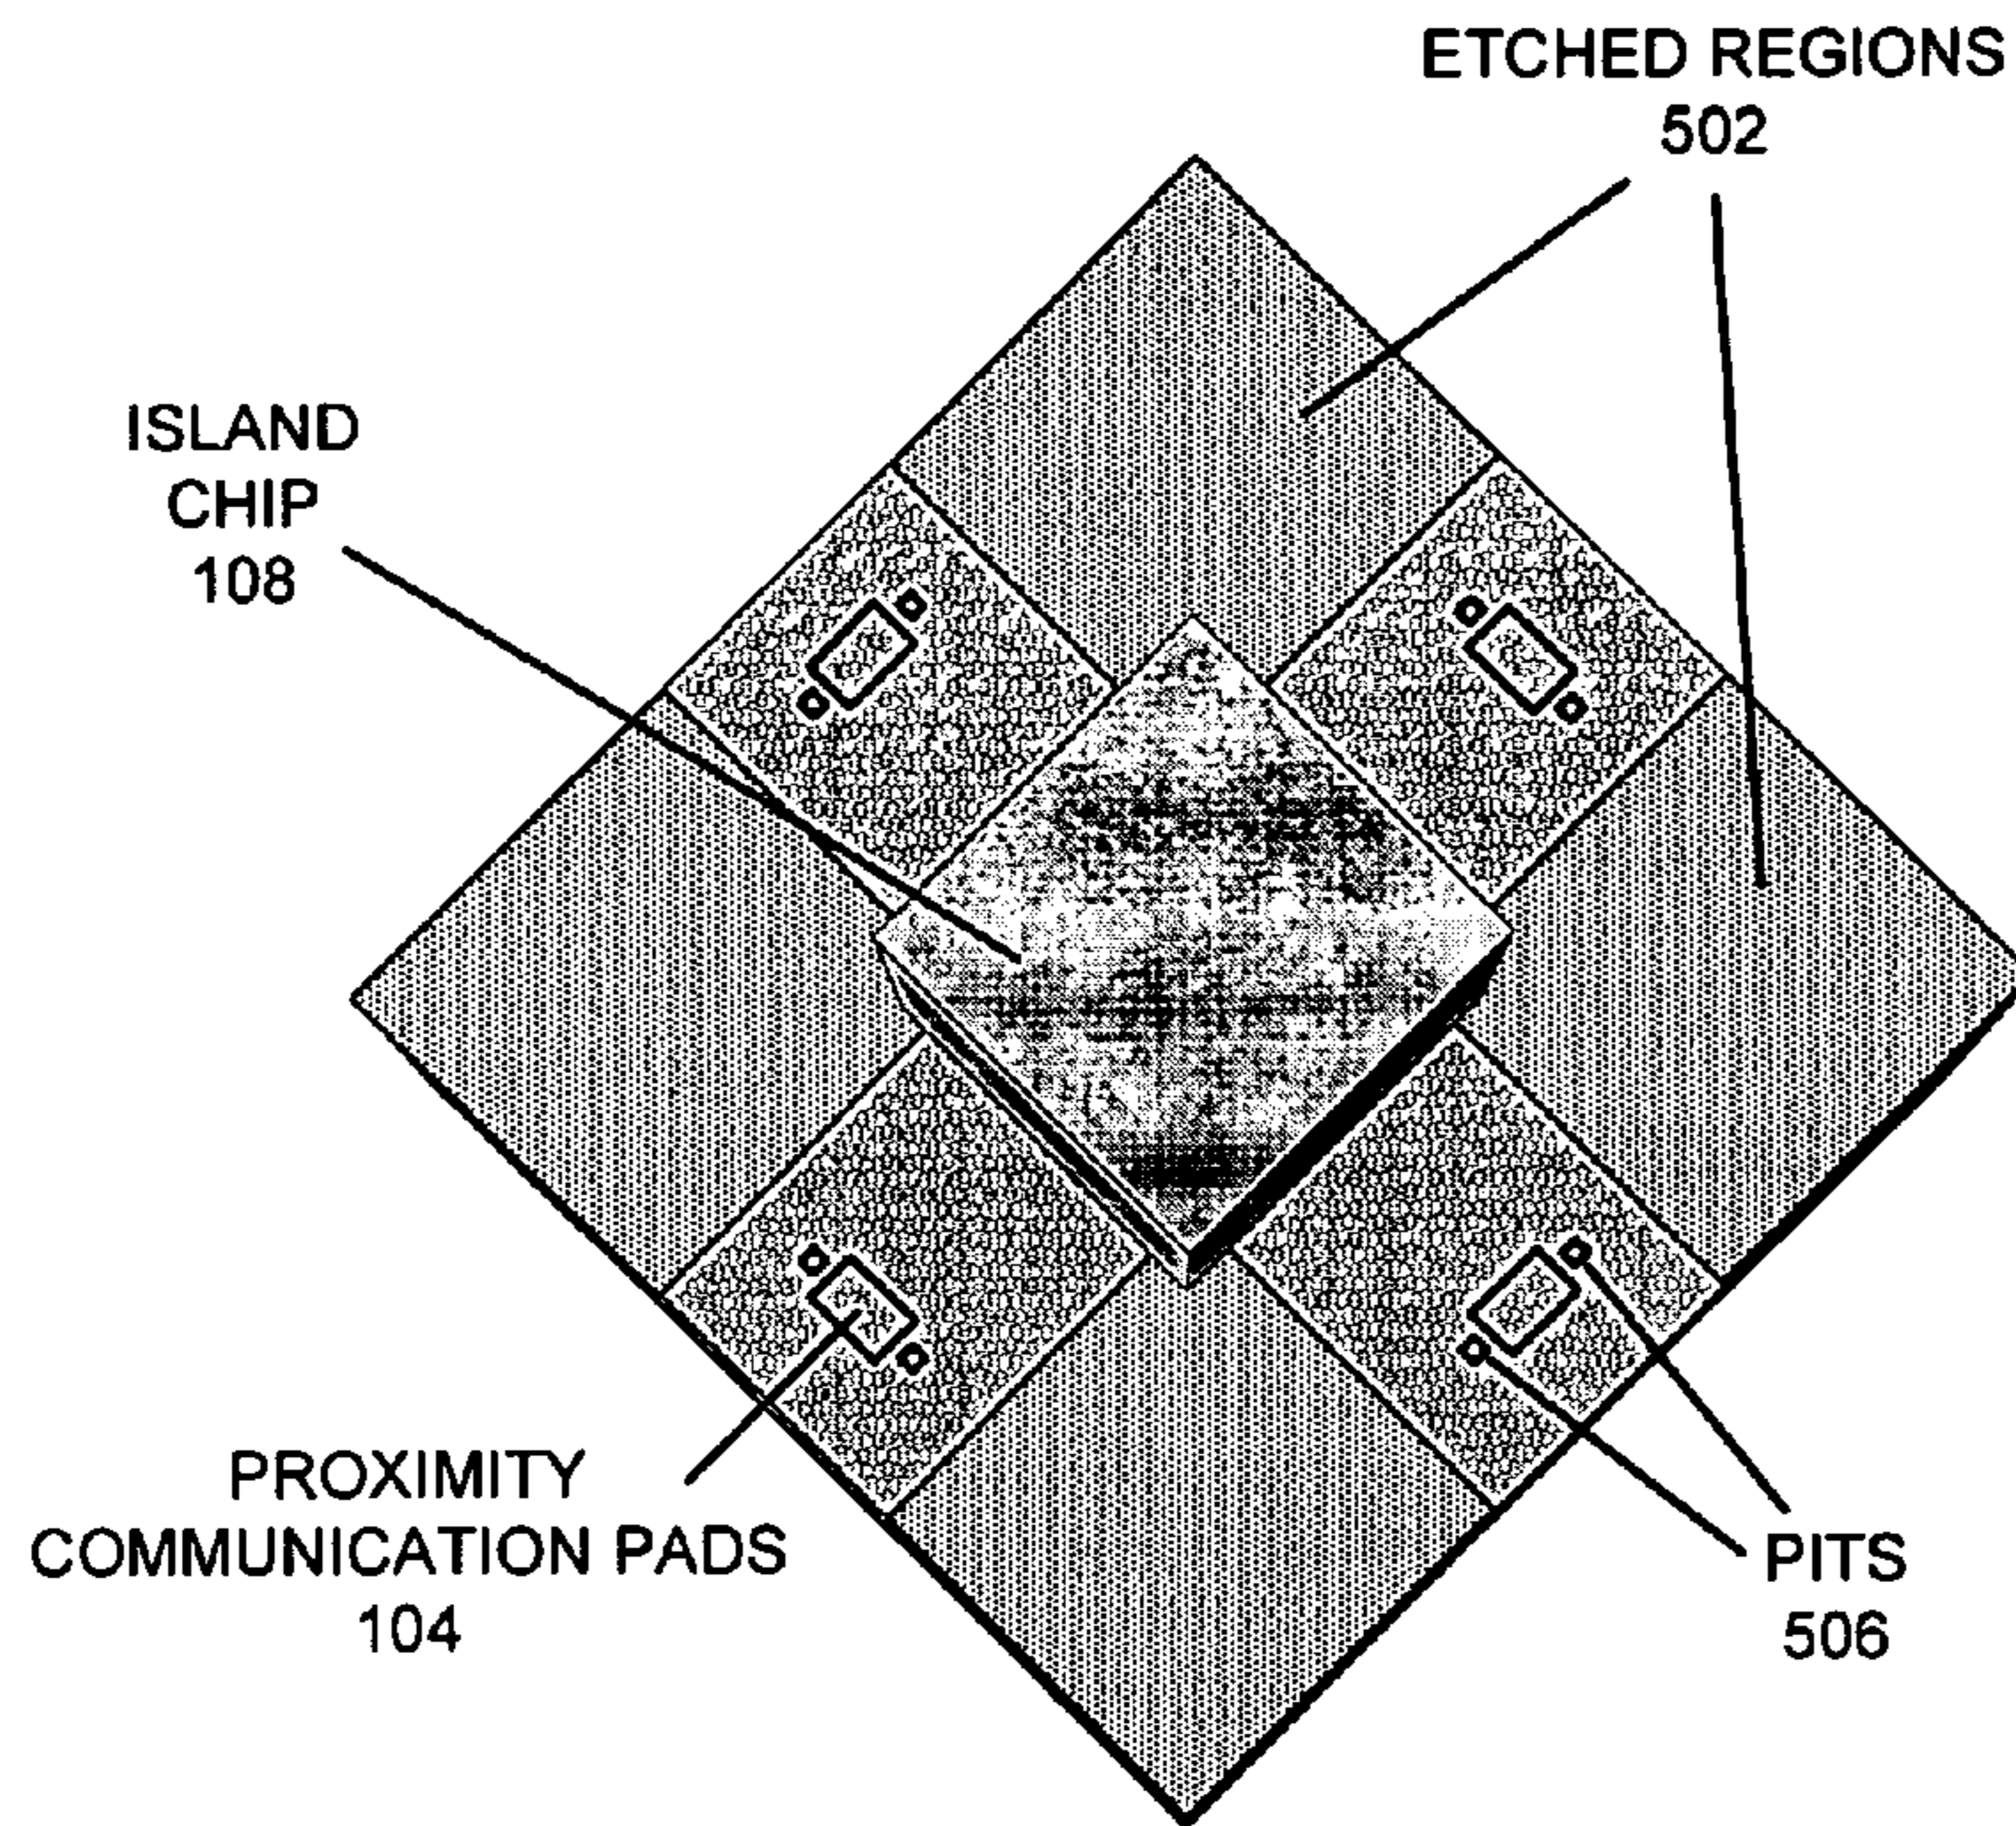 ETCHED REGIONS
502
ISLAND
CHIP
108
PROXIMITY
COMMUNICATION PADS
104
PITS
506